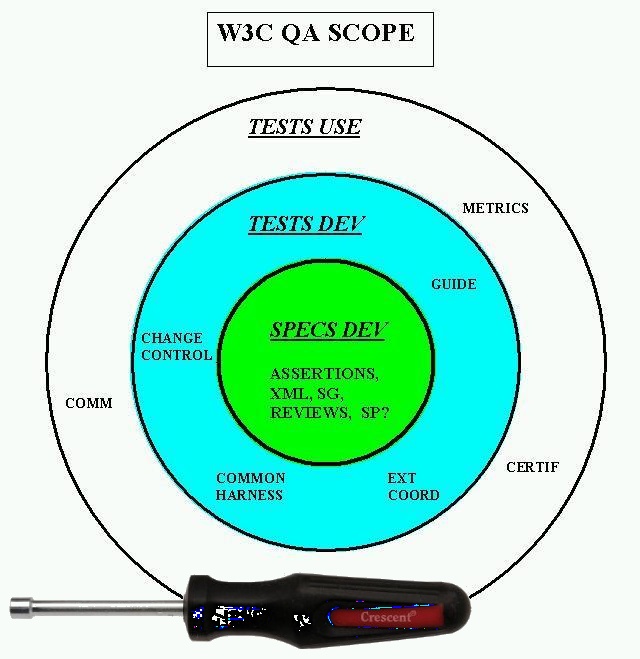 W3C QA SCOPE
TESTS USE
METRICS
TESTS DEV
GUIDE
SPECS DEV
CHANGE
CONTROL
ASSERTIONS,
XML, SG,
REVIEWS, SP?
COMM
CERTIF
COMMON
HARNESS
EXT
COORD
Crescent